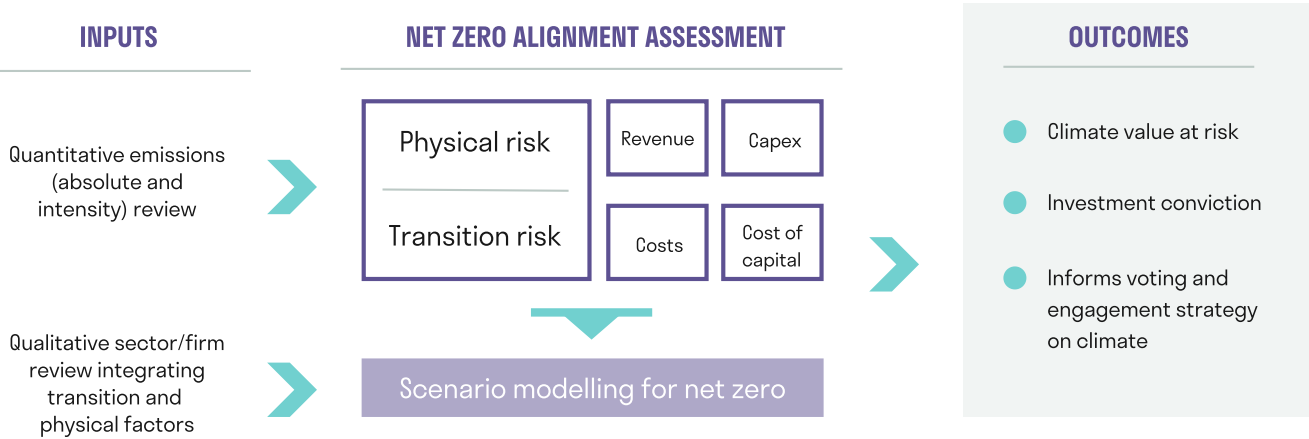 INPUTS
Quantitative emissions
(absolute and
intensity) review
Qualitative sector/firm
review integrating
transition and
physical factors
NET ZERO ALIGNMENT ASSESSMENT
Physical risk
Transition risk
Revenue
Capex
Costs
Cost of
capital
Scenario modelling for net zero
OUTCOMES
Climate value at risk
Investment conviction
Informs voting and
engagement strategy
on climate